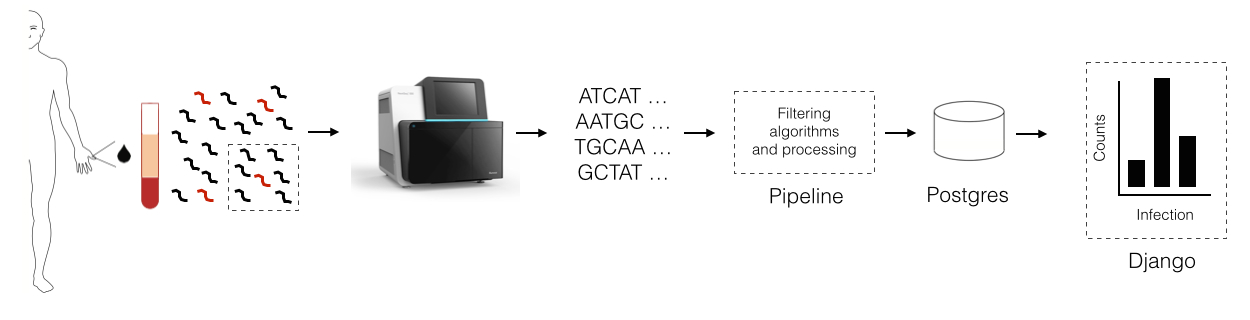 ATCAT ...
AATGC ...
TGCAA ...
GCTAT ...
Filtering
algorithms
and processing
Pipeline
Postgres
Counts
Infection
Django